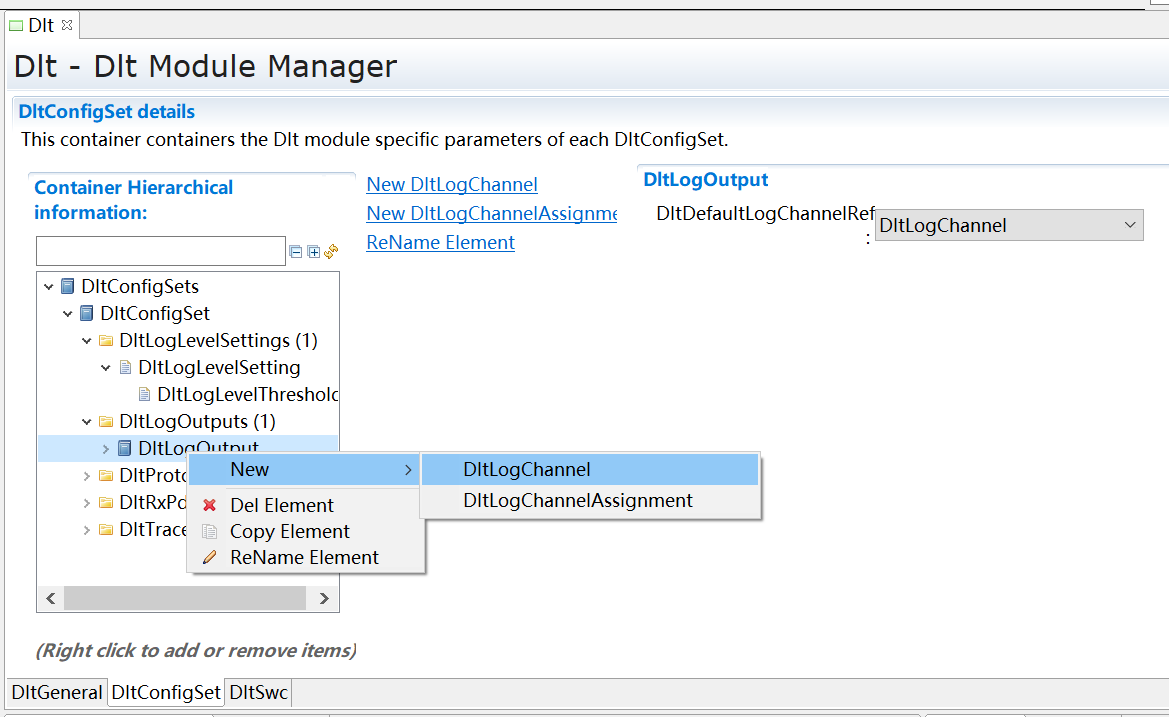 Dlt
Dlt - Dlt Module Manager
DltConfigSet details
This container containers the Dlt module specific parameters of each DltConfigSet.
Container Hierarchical
information:
New DltLogChannel
New DltLogChannelAssignme
ReName Element
DltLogOutput
DltDefaultLogChannelRef
:
DltLogChannel
DltConfigSets
DltConfigSet
DltLogLevelSettings (1)
DltLogLevelSetting
DltLogLevelThreshold
DltLogOutputs (1)
DltLogOutput
DltProto
DltRxPd
DltTrace
New
Del Element
Copy Element
ReName Element
DltLogChannel
DltLogChannelAssignment
(Right click to add or remove items)
DltGeneral DltConfigSet DltSwc